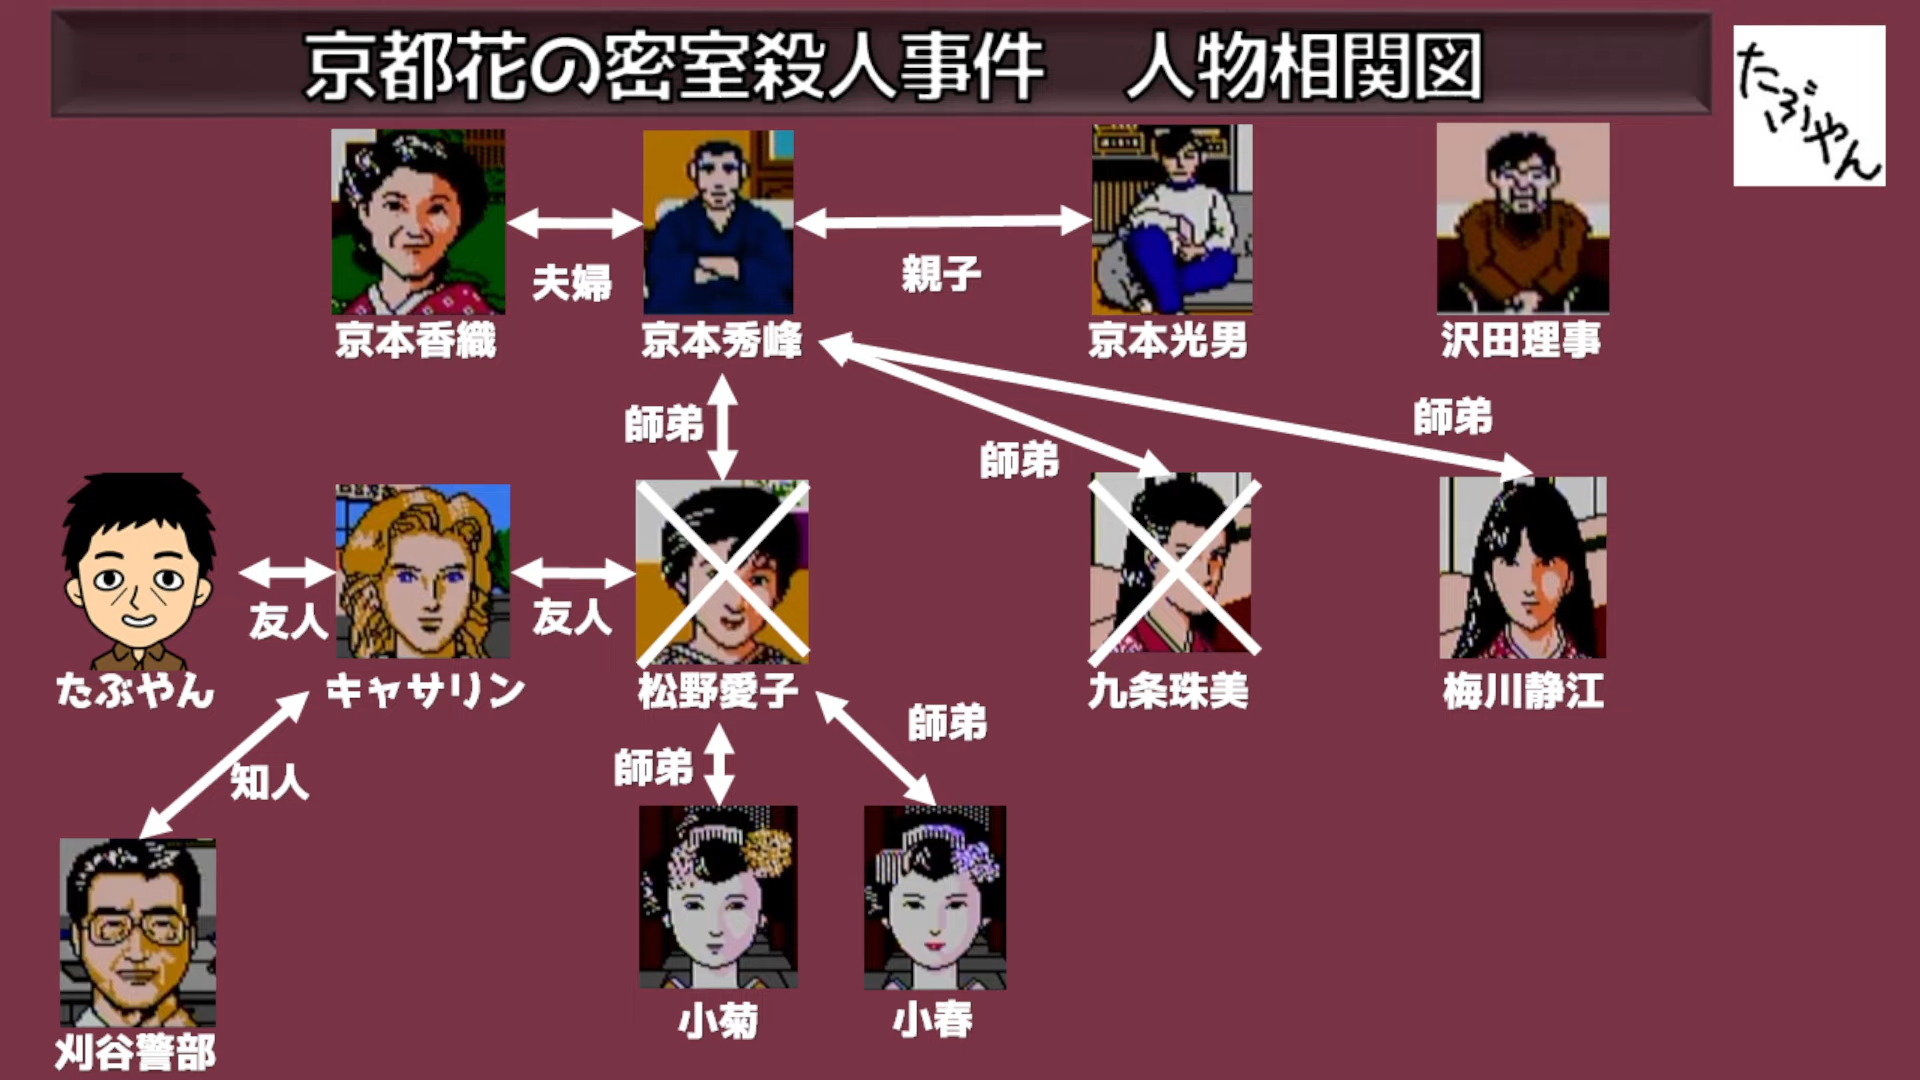 京都花の密室殺人事件　人物相関図
たぶやん
夫婦
親子
京本香織
京本秀峰
京本光男
沢田理事
師弟
師弟
師弟
友人
友人
たぶやん
キャサリン
松野愛子
九条珠美
梅川静江
知人
師弟
師弟
小菊
小春
刈谷警部